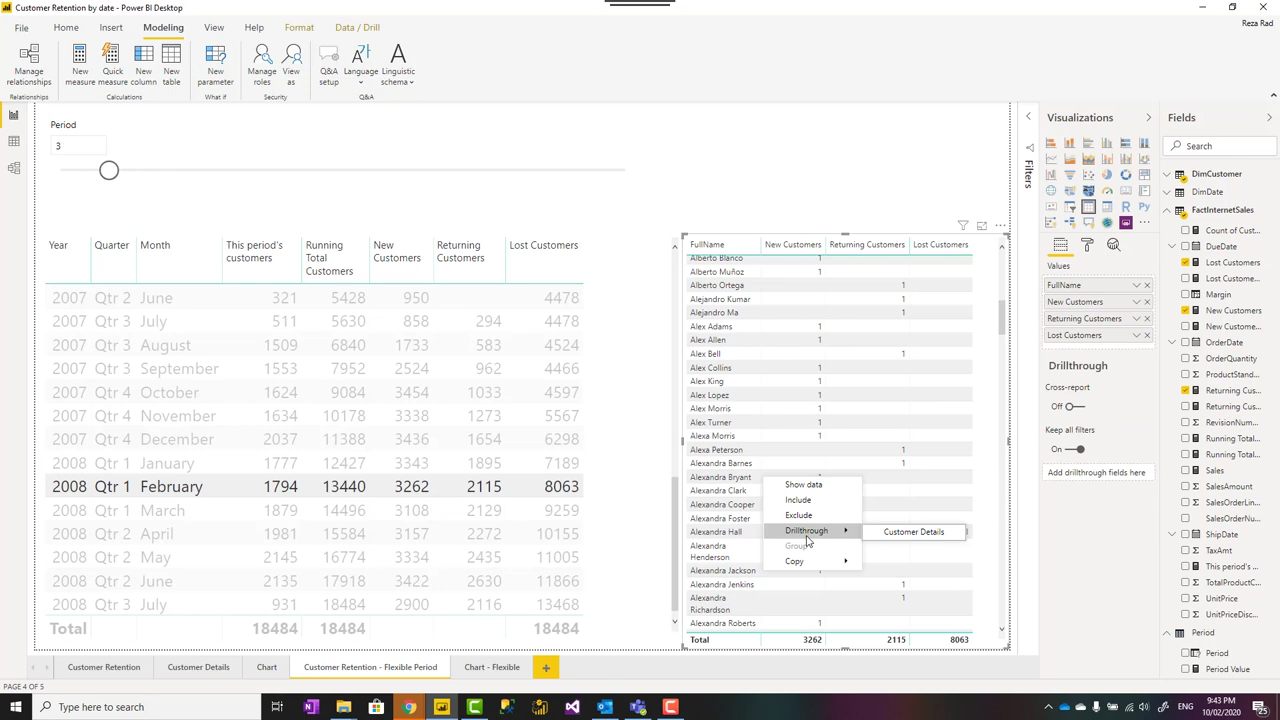 Customer Retention by date - Power BI Desktop
Reza Rad
File Home Insert Modeling View Help Format Data / Drill
Manage relationships
New measure
Quick measure
New column
New table
New parameter
Manage roles
View as
Q&A setup
Language
Linguistic schema
Relationships
Calculations
What if
Security
Q&A
Period
3
Year Quarter Month This period's customers Running Total Customers New Customers Returning Customers Lost Customers
2007 Qtr 2 June 321 5428 950 4478
2007 Qtr 3 July 511 5630 858 294 4478
2007 Qtr 3 August 1509 6257 1733 583 4524
2007 Qtr 3 September 1553 7952 2524 962 4466
2007 Qtr 4 October 1624 9084 3454 1033 4597
2007 Qtr 4 November 1634 10178 3338 1273 5567
2007 Qtr 4 December 2037 11388 3436 1654 6298
2008 Qtr 1 January 1777 12427 3343 1895 7189
2008 Qtr 1 February 1794 13440 3262 2115 8063
2008 Qtr 1 March 1879 14496 3108 2129 9259
2008 Qtr 2 April 1981 15584 3157 2272 10155
2008 Qtr 2 May 2145 16774 3334 2435 11005
2008 Qtr 2 June 2135 17918 3422 2630 11866
2008 Qtr 3 July 931 18484 2900 2116 13468
Total 18484 18484 18484
FullName New Customers Returning Customers Lost Customers
Alberto Blanco 1
Alberto Muñoz 1
Alberto Ortega 1
Alejandro Kumar 1
Alejandro Ma 1
Alex Adams 1
Alex Allen 1
Alex Bell 1
Alex Collins 1
Alex King 1
Alex Lopez 1
Alex Morris 1
Alex Turner 1
Alexa Morris 1
Alexa Peterson 1
Alexandra Barnes 1
Alexandra Bryant
Alexandra Clark
Alexandra Cooper
Alexandra Foster
Alexandra Hall
Alexandra
Henderson
Alexandra Jackson
Alexandra Jenkins 1
Alexandra 1
Richardson
Alexandra Roberts 1
Total 3262 2115 8063
Show data
Include
Exclude
Drillthrough
Customer Details
Group
Copy
Filters
Visualizations
Values
FullName
New Customers
Returning Customers
Lost Customers
Drillthrough
Cross-report
Off
Keep all filters
On
Add drillthrough fields here
Fields
Search
DimCustomer
DimDate
FactInternetSales
Count of Cust...
DueDate
Lost Customers
Lost Custome...
Margin
New Customers
New Custome...
OrderDate
OrderQuantity
ProductStand...
Returning Cus...
Returning Cus...
RevisionNum...
Running Total...
Running Total...
Sales
SalesAmount
SalesOrderLin...
SalesOrderNu...
ShipDate
TaxAmt
This period's ...
TotalProductC...
UnitPrice
UnitPriceDisc...
Period
Period
Period Value
Customer Retention Customer Details Chart Customer Retention - Flexible Period Chart - Flexible
PAGE 4 OF 5
Type here to search
9:43 PM
10/02/2020